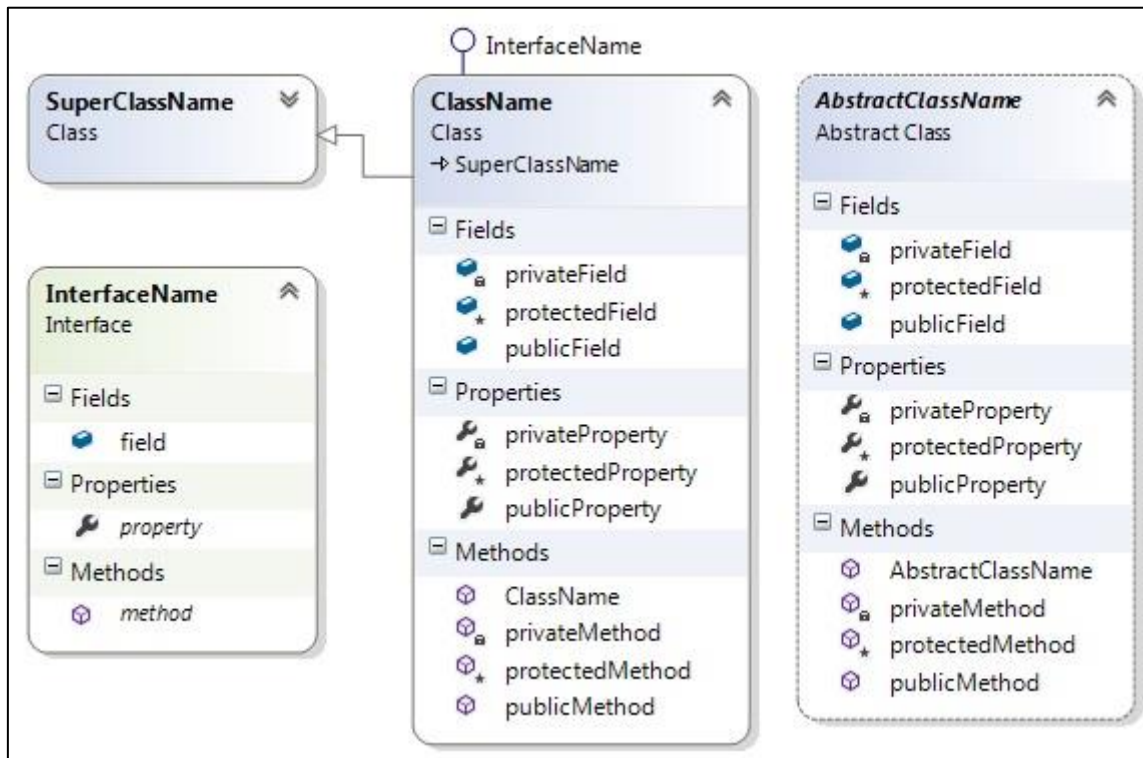 InterfaceName
SuperClassName
Class
InterfaceName
Interface
Fields
field
Properties
property
Methods
method
ClassName
Class
SuperClassName
Fields
privateField
protectedField
publicField
Properties
privateProperty
protectedProperty
publicProperty
Methods
ClassName
privateMethod
protectedMethod
publicMethod
AbstractClassName
Abstract Class
Fields
privateField
protectedField
publicField
Properties
privateProperty
protectedProperty
publicProperty
Methods
AbstractClassName
privateMethod
protectedMethod
publicMethod